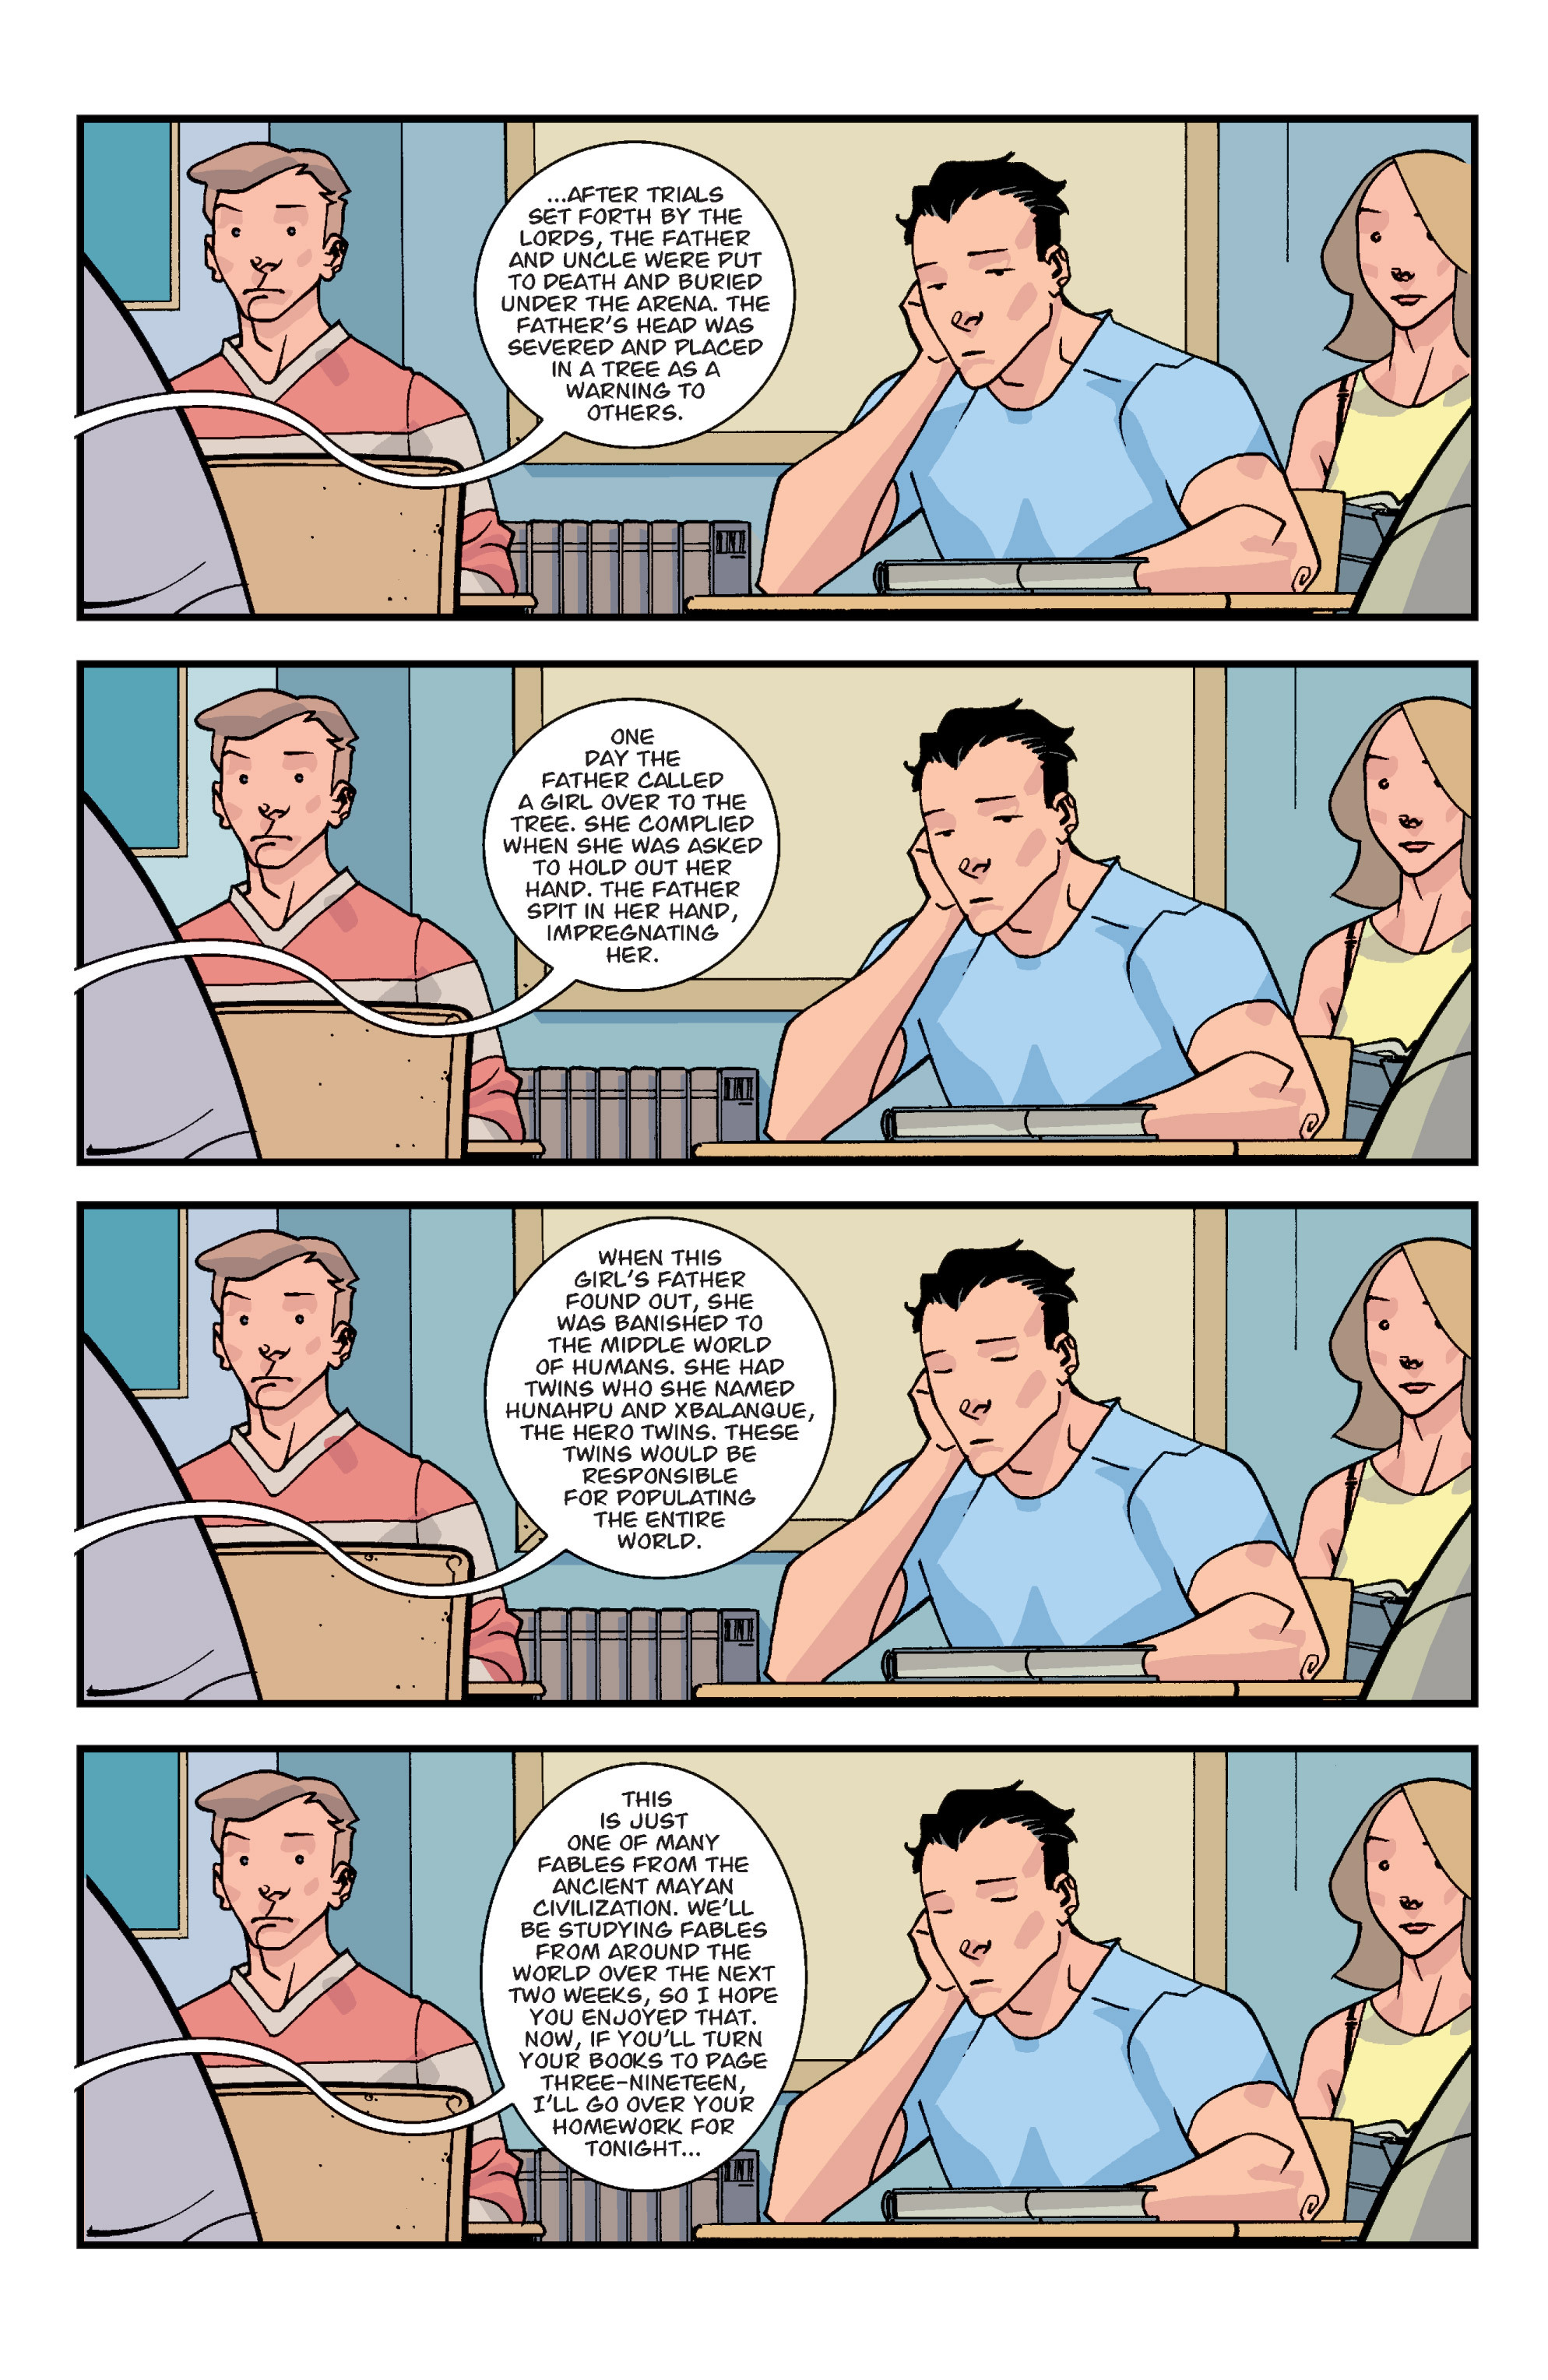 ...AFTER TRIALS
SET FORTH BY THE
LORDS, THE FATHER
AND UNCLE WERE PUT
TO DEATH AND BURIED
UNDER THE ARENA. THE
FATHER'S HEAD WAS
SEVERED AND PLACED
IN A TREE AS A
WARNING TO
OTHERS.
ONE
DAY THE
FATHER CALLED
A GIRL OVER TO THE
TREE. SHE COMPLIED
WHEN SHE WAS ASKED
TO HOLD OUT HER
HAND. THE FATHER
SPIT IN HER HAND,
IMPREGNATING
HER.
WHEN THIS
GIRL'S FATHER
FOUND OUT, SHE
WAS BANISHED TO
THE MIDDLE WORLD
OF HUMANS. SHE HAD
TWINS WHO SHE NAMED
HUNAHPU AND XBALANQUE,
THE HERO TWINS. THESE
TWINS WOULD BE
RESPONSIBLE
FOR POPULATING
THE ENTIRE
WORLD.
THIS
IS JUST
ONE OF MANY
FABLES FROM THE
ANCIENT MAYAN
CIVILIZATION. WE'LL
BE STUDYING FABLES
FROM AROUND THE
WORLD OVER THE NEXT
TWO WEEKS, SO I HOPE
YOU ENJOYED THAT.
NOW, IF YOU'LL TURN
YOUR BOOKS TO PAGE
THREE-NINETEEN,
I'LL GO OVER YOUR
HOMEWORK FOR
TONIGHT...